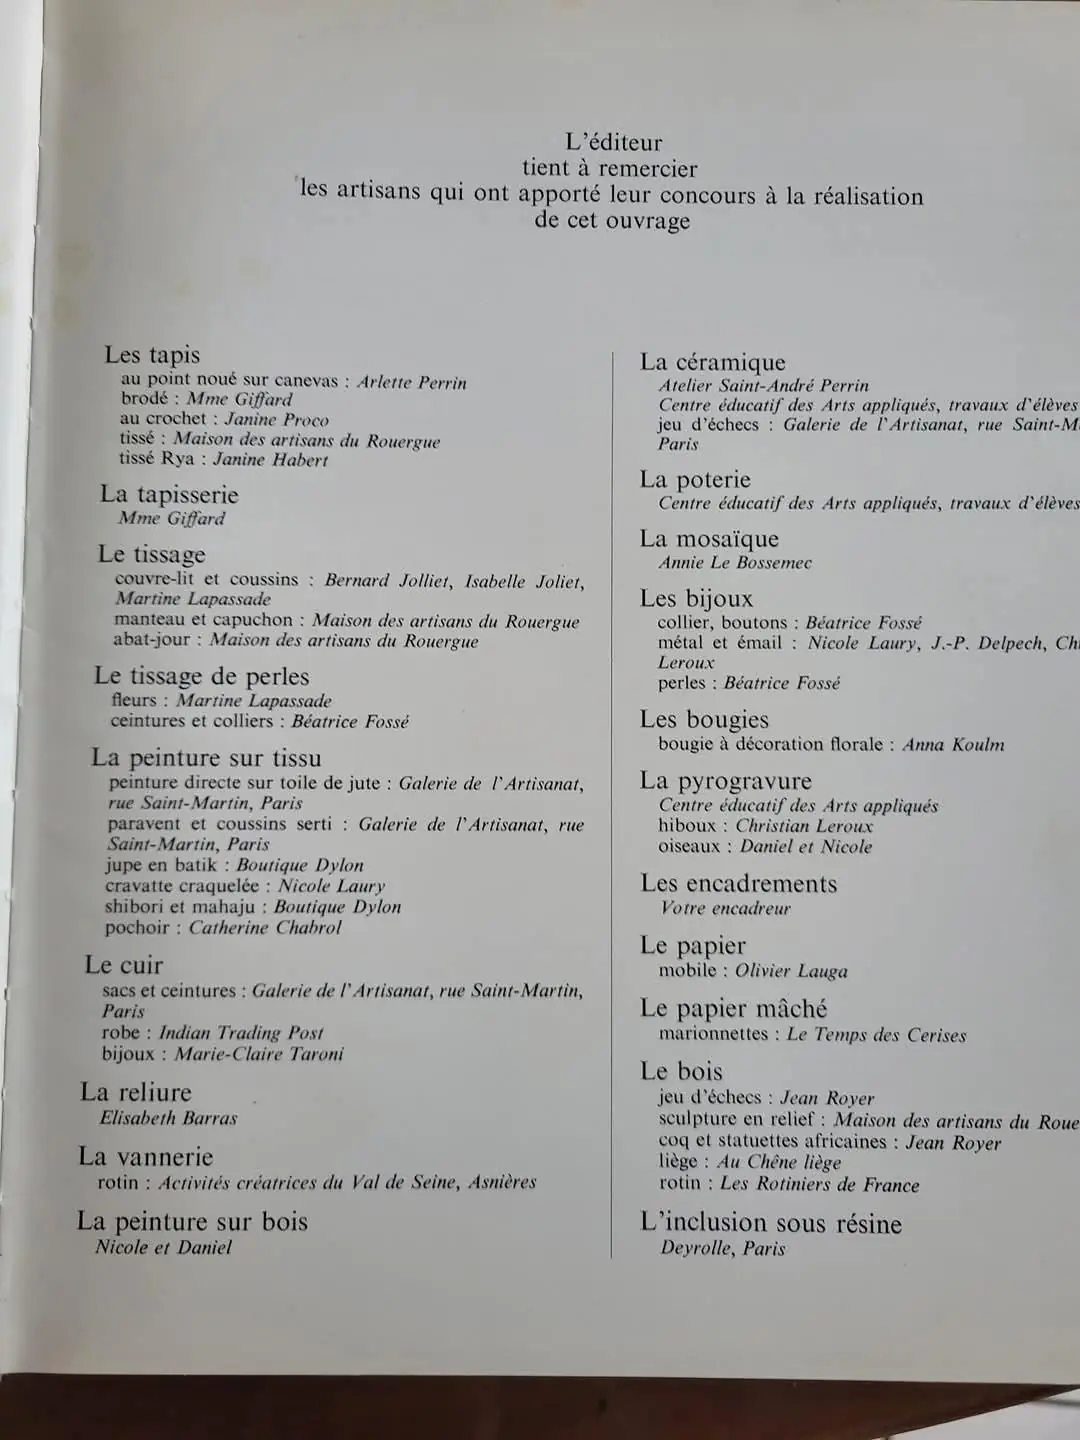 L'éditeur
tient à remercier
les artisans qui ont apporté leur concours à la réalisation
de cet ouvrage
Les tapis
au point noué sur canevas : Arlette Perrin
brodé : Mme Giffard
au crochet : Janine Proco
tissé : Maison des artisans du Rouergue
tissé Rya : Janine Habert
La tapisserie
Mme Giffard
Le tissage
couvre-lit et coussins : Bernard Jolliet, Isabelle Joliet,
Martine Lapassade
manteau et capuchon : Maison des artisans du Rouergue
abat-jour : Maison des artisans du Rouergue
Le tissage de perles
fleurs : Martine Lapassade
ceintures et colliers : Béatrice Fossé
La peinture sur tissu
peinture directe sur toile de jute : Galerie de l'Artisanat,
rue Saint-Martin, Paris
paravent et coussins serti : Galerie de l'Artisanat, rue
Saint-Martin, Paris
jupe en batik : Boutique Dylon
cravatte craquelée : Nicole Laury
shibori et mahaju : Boutique Dylon
pochoir : Catherine Chabrol
Le cuir
sacs et ceintures : Galerie de l'Artisanat, rue Saint-Martin,
Paris
robe : Indian Trading Post
bijoux : Marie-Claire Taroni
La reliure
Elisabeth Barras
La vannerie
rotin : Activités créatrices du Val de Seine, Asnières
La peinture sur bois
Nicole et Daniel
La céramique
Atelier Saint-André Perrin
Centre éducatif des Arts appliqués, travaux d'élèves
jeu d'échecs : Galerie de l'Artisanat, rue
Paris
La poterie
Centre éducatif des Arts appliqués, travaux d'élèves
La mosaïque
Annie Le Bossemec
Les bijoux
collier, boutons : Béatrice Fossé
métal et émail : Nicole Laury, J.-P. Delpech,
Leroux
perles : Béatrice Fossé
Les bougies
bougie à décoration florale : Anna Koulm
La pyrogravure
Centre éducatif des Arts appliqués
hiboux : Christian Leroux
oiseaux : Daniel et Nicole
Les encadrements
Votre encadreur
Le papier
mobile : Olivier Lauga
Le papier mâché
marionnettes : Le Temps des Cerises
Le bois
jeu d'échecs : Jean Royer
sculpture en relief : Maison des artisans du
coq et statuettes africaines : Jean Royer
liège : Au Chêne liège
rotin : Les Rotiniers de France
L'inclusion sous résine
Deyrolle, Paris